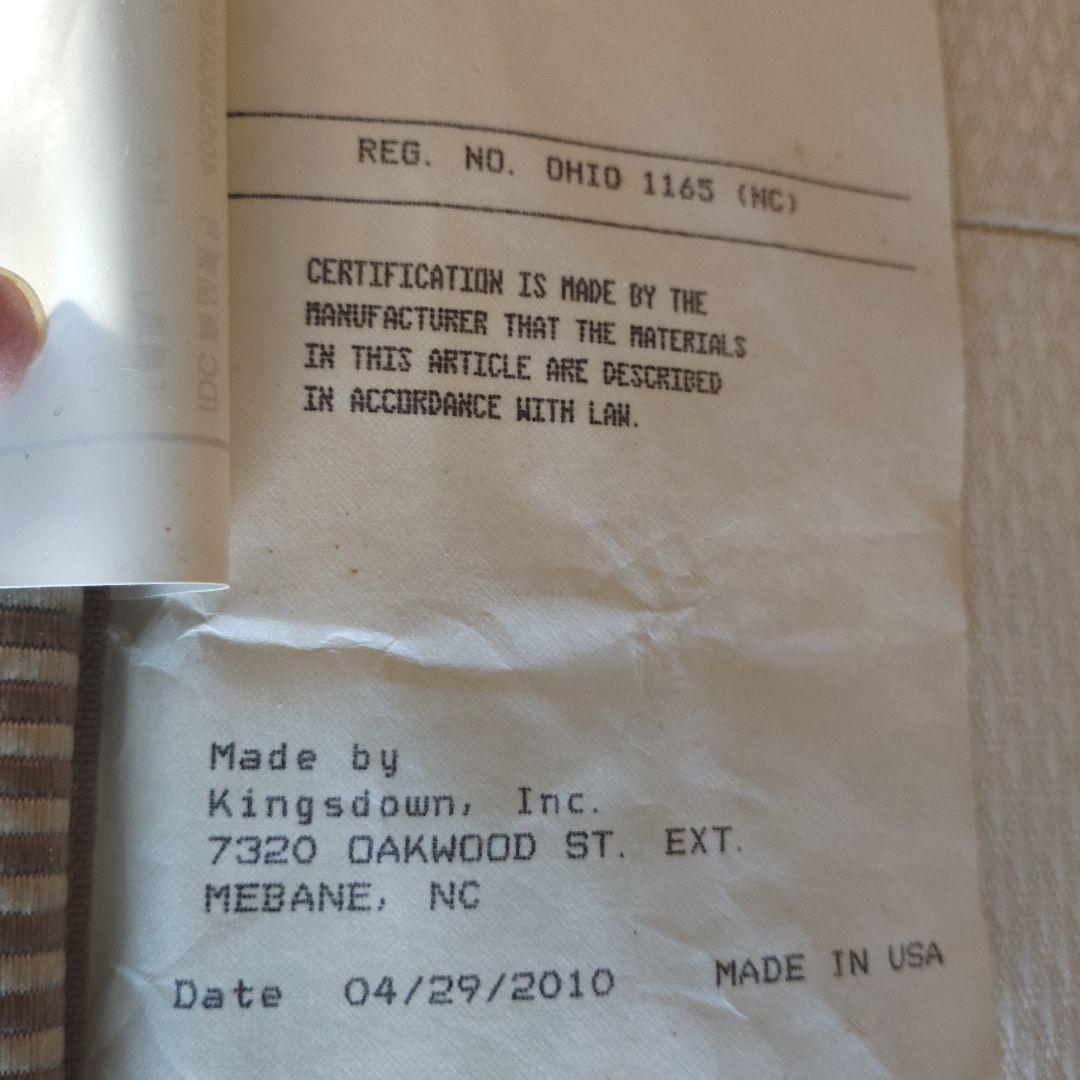 REG. NO. OHIO 1165 (NC)
CERTIFICATION IS MADE BY THE
MANUFACTURER THAT THE MATERIALS
IN THIS ARTICLE ARE DESCRIBED
IN ACCORDANCE WITH LAW.
Made by
Kingsdown, Inc.
7320 OAKWOOD ST. EXT.
MEBANE, NC
Date 04/29/2010 MADE IN USA